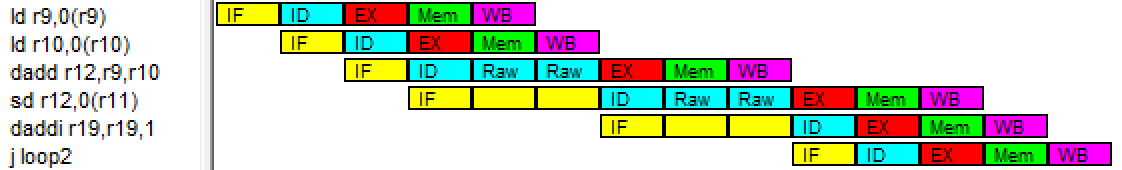 ld r9,0(r9) IF ID EX Mem WB
ld r10,0(r10) IF ID EX Mem WB
dadd r12,r9,r10 IF ID Raw Raw EX Mem WB
sd r12,0(r11) IF ID Raw Raw EX Mem WB
daddi r19,r19,1 IF ID EX Mem WB
j loop2 IF ID EX Mem WB